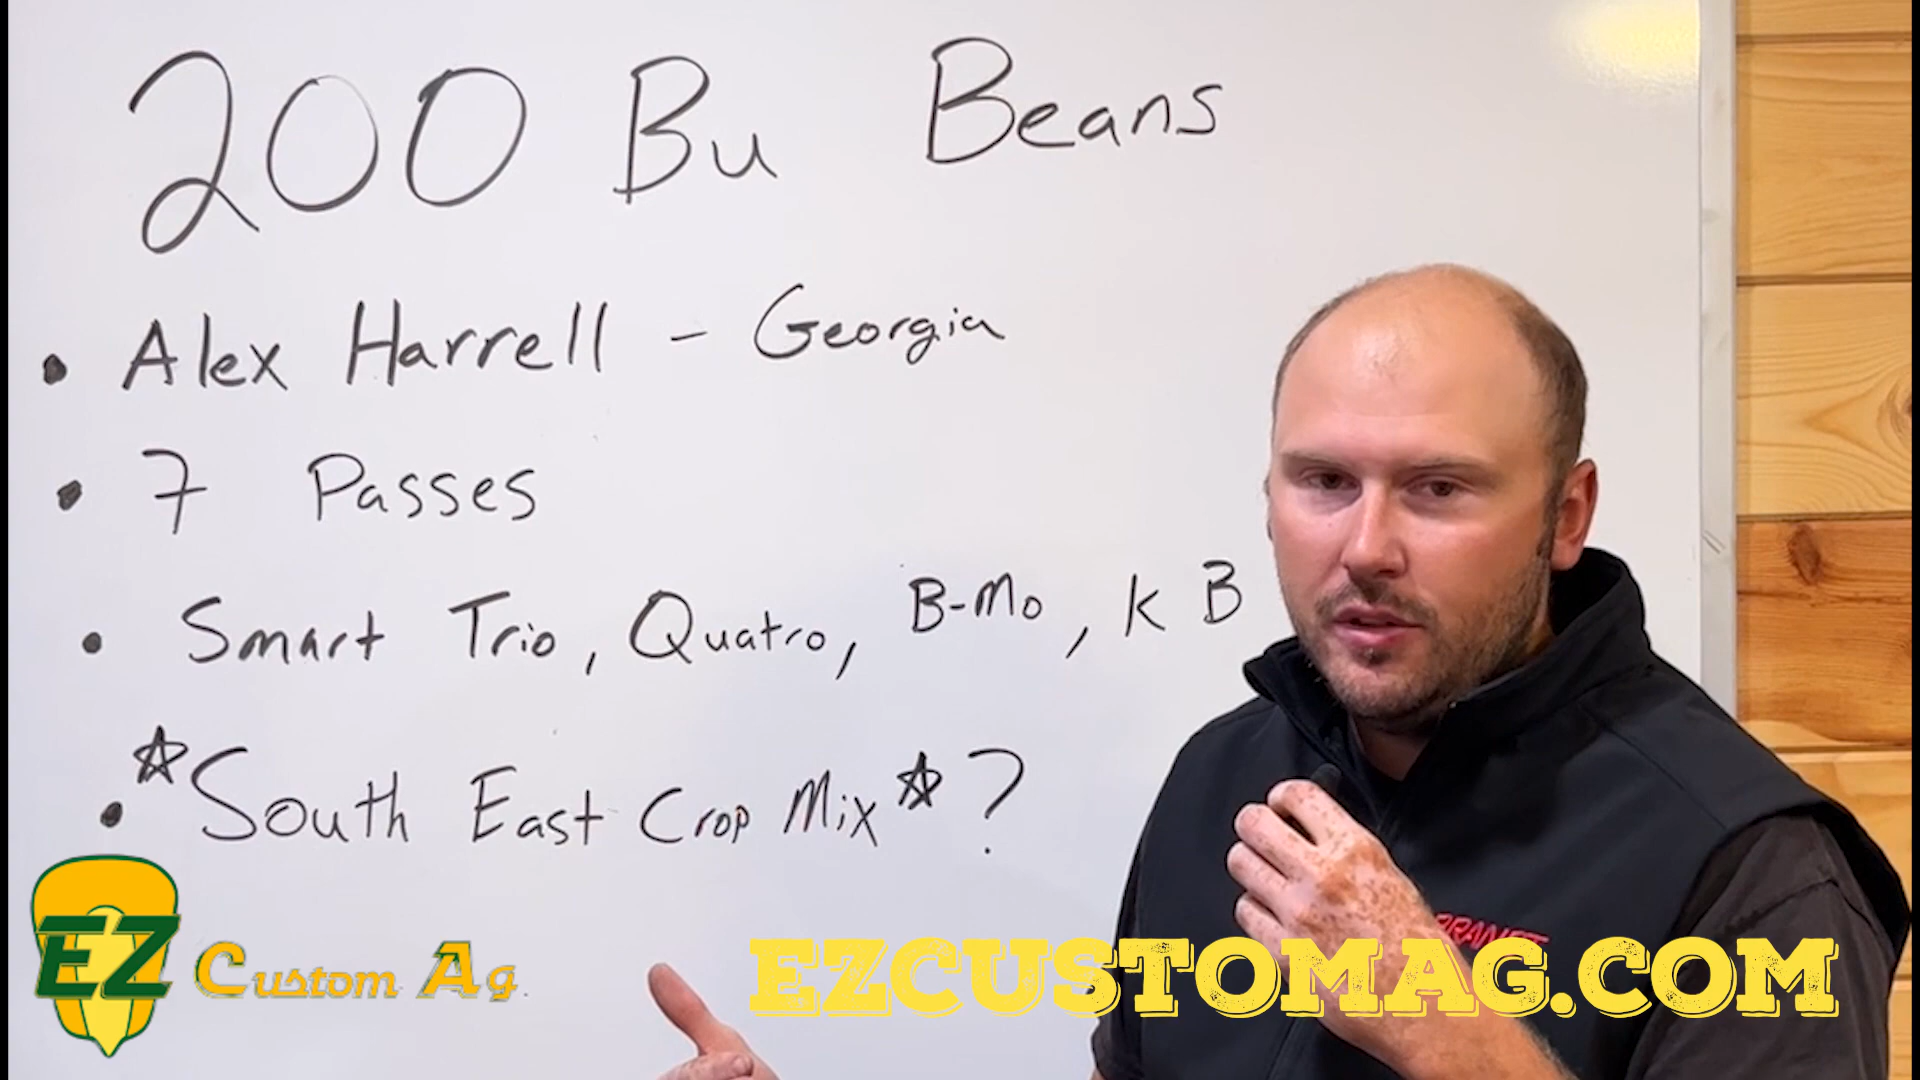 200 Bu Beans
• Alex Harrell - Georgia
• 7 Passes
• Smart Trio, Quatro, B-Mo, K B
• *South East Crop Mix* ?
EZ Custom Ag.
EZCUSTOMAG.COM